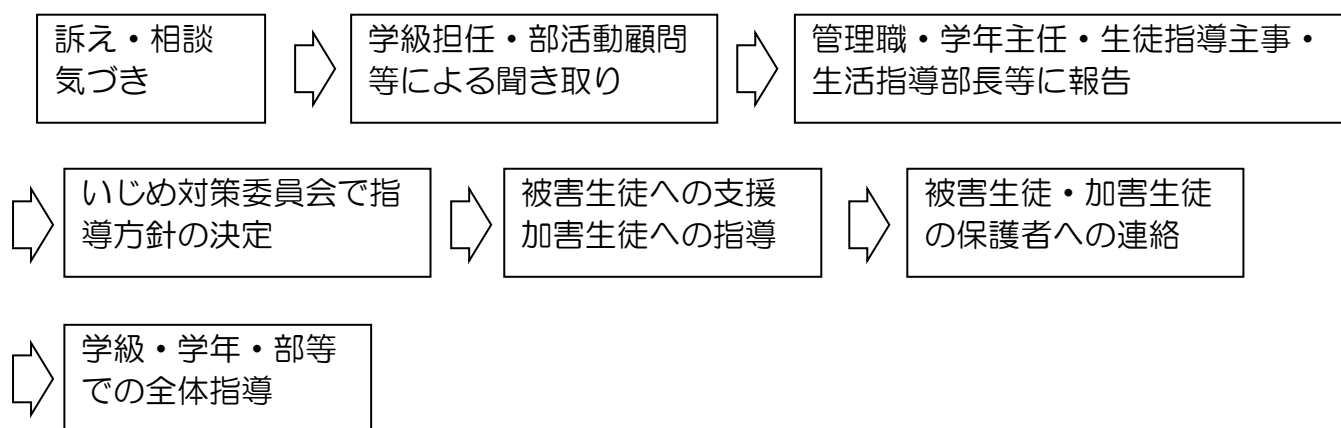 訴え・相談
気づき
学級担任・部活動顧問
等による聞き取り
管理職・学年主任・生徒指導主事・
生活指導部長等に報告
いじめ対策委員会で指
導方針の決定
被害生徒への支援
加害生徒への指導
被害生徒・加害生徒
の保護者への連絡
学級・学年・部等
での全体指導